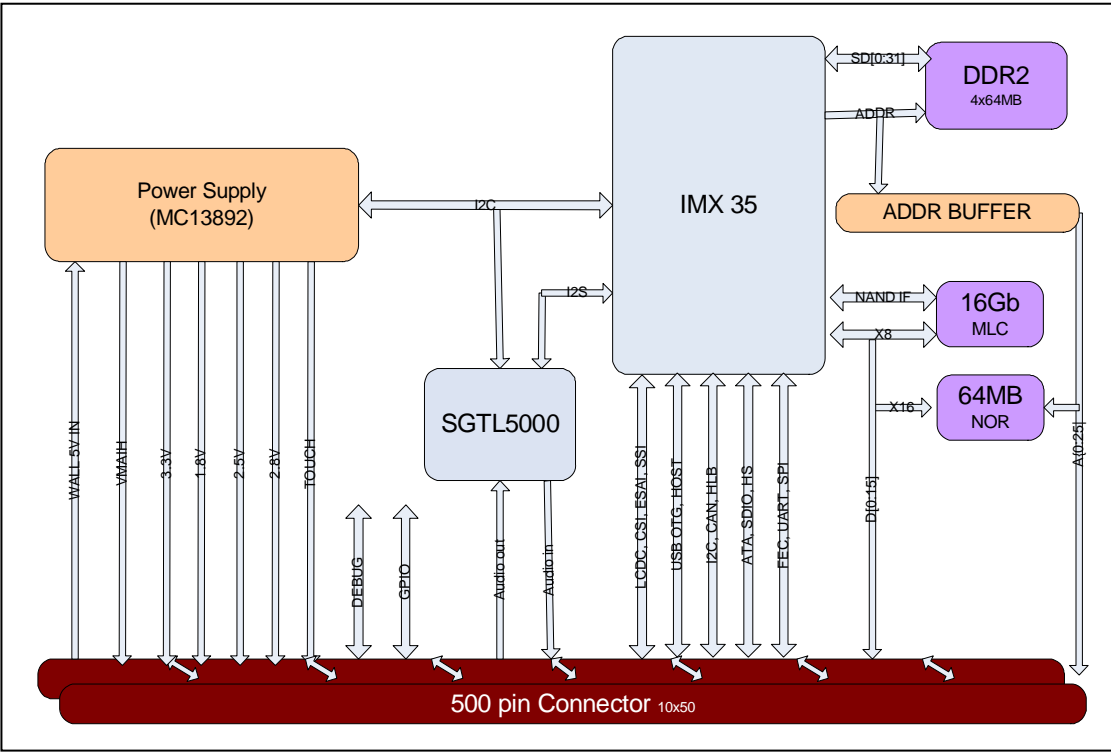 SD[0:31]
DDR2
4x64MB
ADDR
Power Supply
(MC13892)
I2C
IMX 35
ADDR BUFFER
I2S
NAND IF
16Gb
MLC
X8
SGTL5000
X16
64MB
NOR
WALL 5V IN
VMAIH
3.3V
1.8V
2.5V
2.8V
TOUCH
DEBUG
GPIO
Audio out
Audio in
LCDC, CSI, ESAI, SSI
USB OTG, HOST
I2C, CAN, HLB
ATA, SDIO, HS
FEC, UART, SPI
D[0:15]
A[0:25]
500 pin Connector 10x50